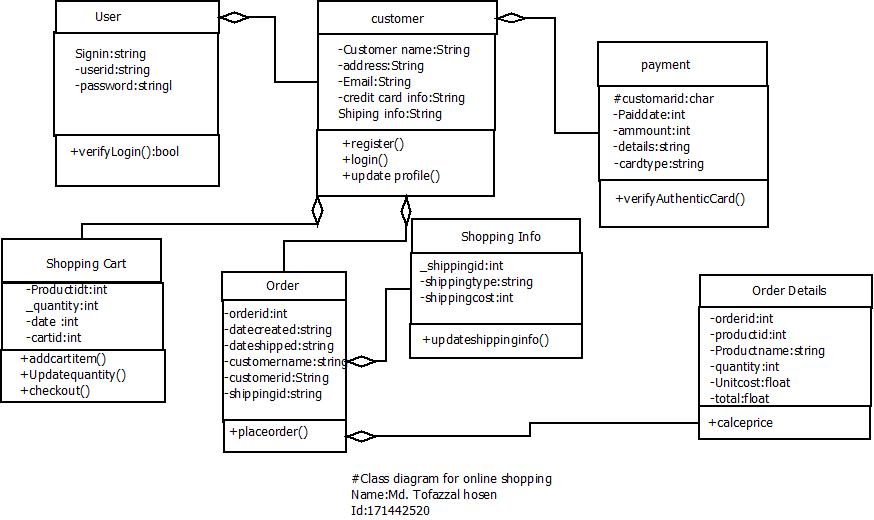 User
Signin:string
-userid:string
-password:stringl
+verifyLogin():bool
customer
-Customer name:String
-address:String
-Email:String
-credit card info:String
Shiping info:String
+register()
+login()
+update profile()
payment
#customarid:char
-Paiddate:int
-ammount:int
-details:string
-cardtype:string
+verifyAuthenticCard()
Shopping Cart
-Productidt:int
_quantity:int
-date :int
-cartid:int
+addcartitem()
+Updatequantity()
+checkout()
Order
-orderid:int
-datecreated:string
-dateshipped:string
-customername:string
-customerid:String
-shippingid:string
+placeorder()
Shopping Info
_shippingid:int
-shippingtype:string
-shippingcost:int
+updateshippinginfo()
Order Details
-orderid:int
-productid:int
-Productname:string
-quantity:int
-Unitcost:float
-total:float
+calceprice
#Class diagram for online shopping
Name:Md. Tofazzal hosen
Id:171442520